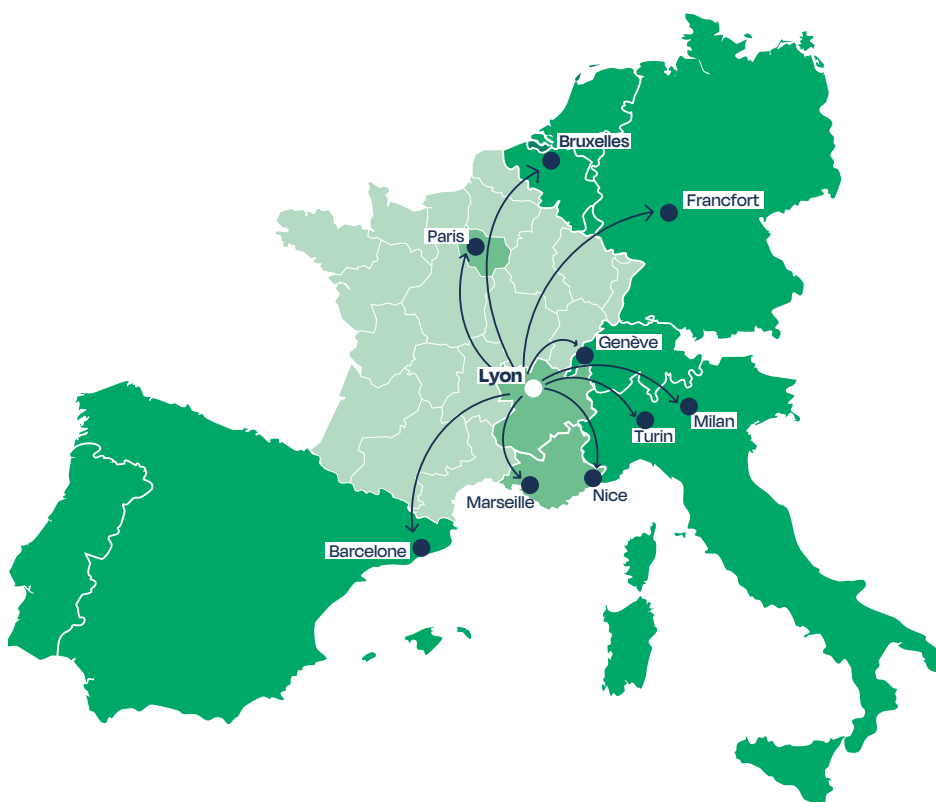 Bruxelles
Francfort
Paris
Genève
Lyon
Milan
Turin
Nice
Marseille
Barcelone